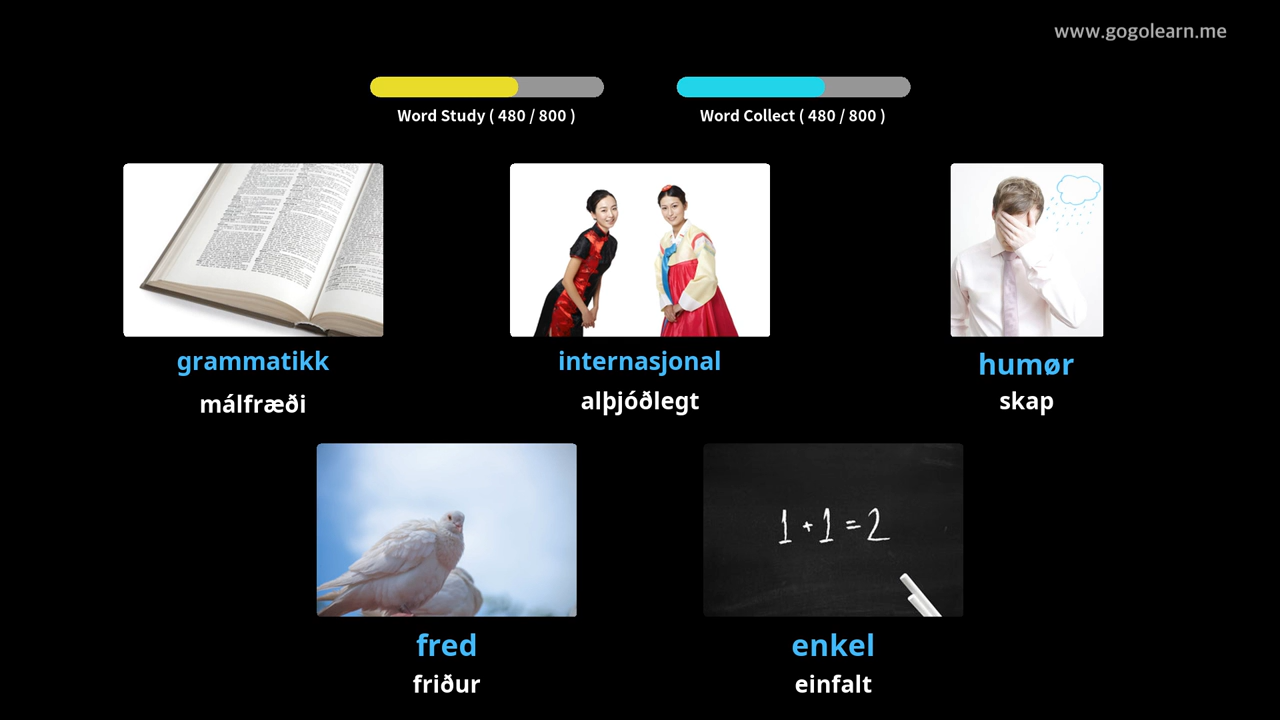 www.gogolearn.me
Word Study ( 480 / 800 )
Word Collect ( 480 / 800 )
grammatikk
málfræði
internasjonal
alþjóðlegt
humør
skap
1 + 1 = 2
fred
friður
enkel
einfalt